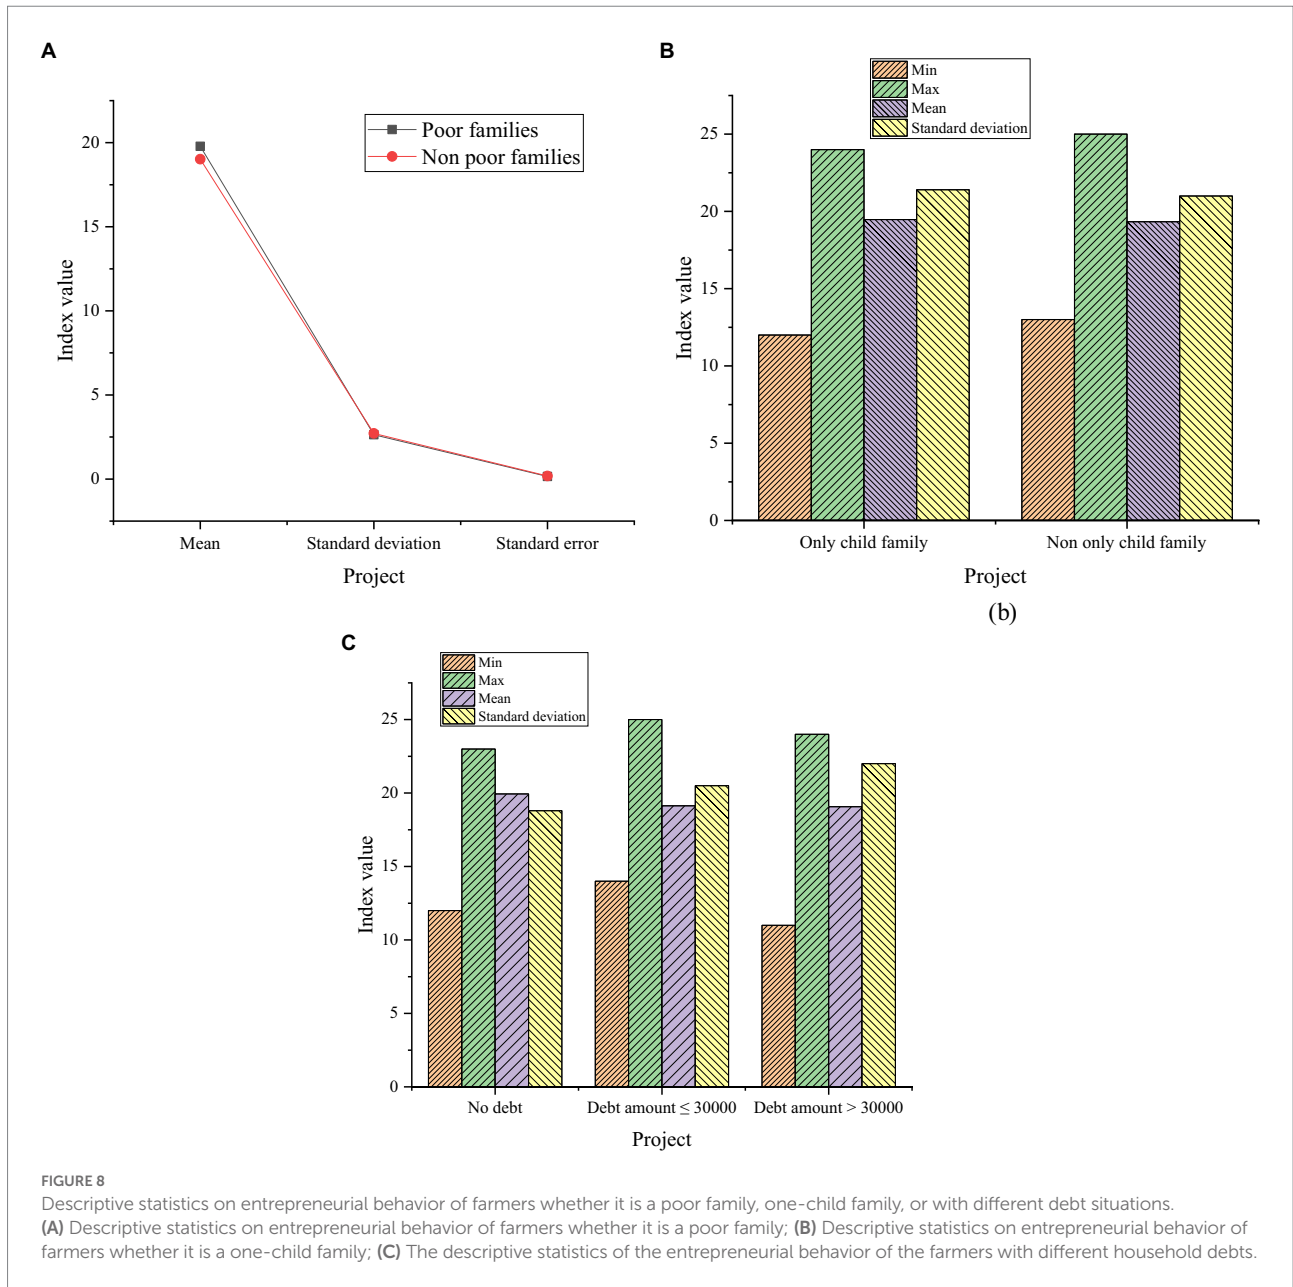 A
Poor families
Non poor families
20
15
10
5
0
Index value
Mean
Standard deviation
Standard error
Project
B
Min
Max
Mean
Standard deviation
25
20
15
10
5
0
Index value
Only child family
Non only child family
Project
(b)
C
Min
Max
Mean
Standard deviation
25
20
15
10
5
0
Index value
No debt
Debt amount ≤ 30000
Debt amount > 30000
Project
FIGURE 8
Descriptive statistics on entrepreneurial behavior of farmers whether it is a poor family, one-child family, or with different debt situations.
(A) Descriptive statistics on entrepreneurial behavior of farmers whether it is a poor family; (B) Descriptive statistics on entrepreneurial behavior of
farmers whether it is a one-child family; (C) The descriptive statistics of the entrepreneurial behavior of the farmers with different household debts.